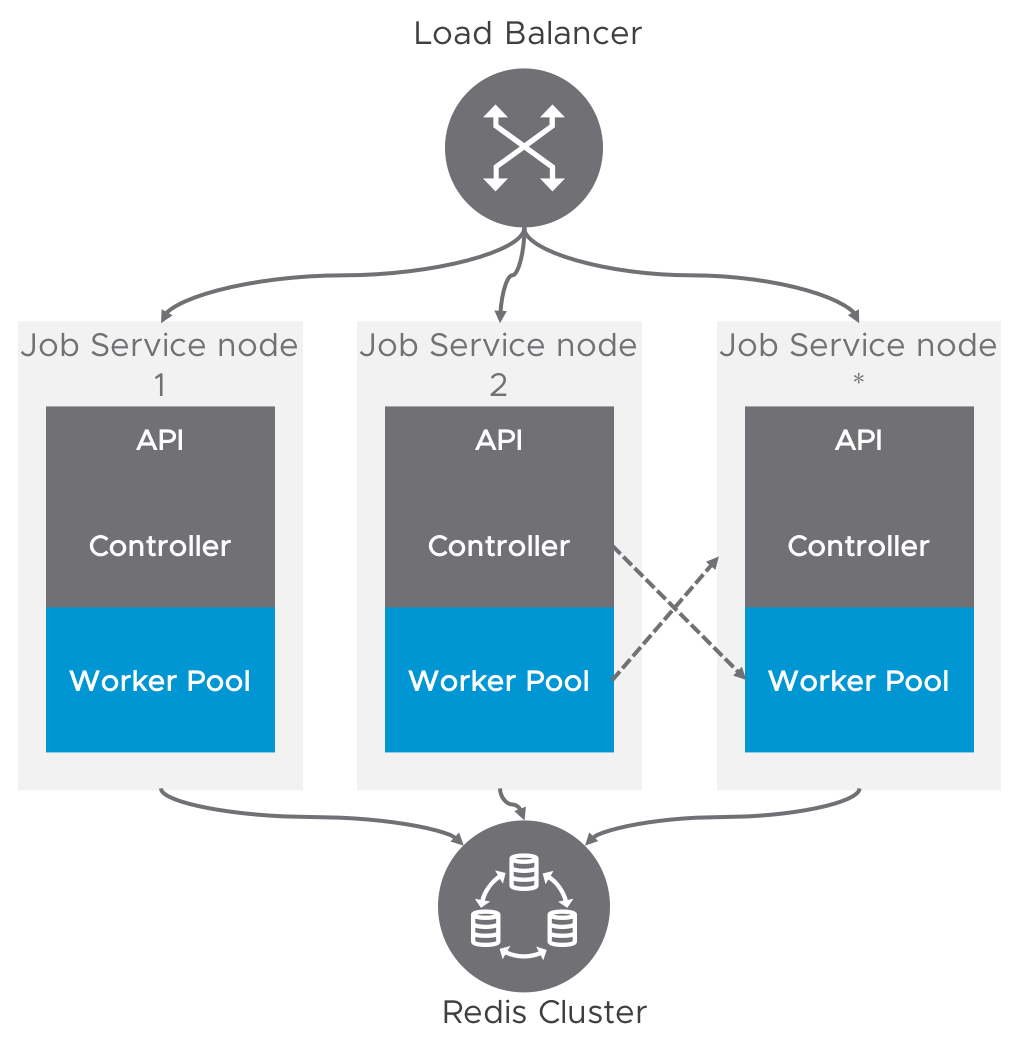 Load Balancer
Job Service node
1
API
Controller
Worker Pool
Job Service node
2
API
Controller
Worker Pool
Job Service node
*
API
Controller
Worker Pool
Redis Cluster